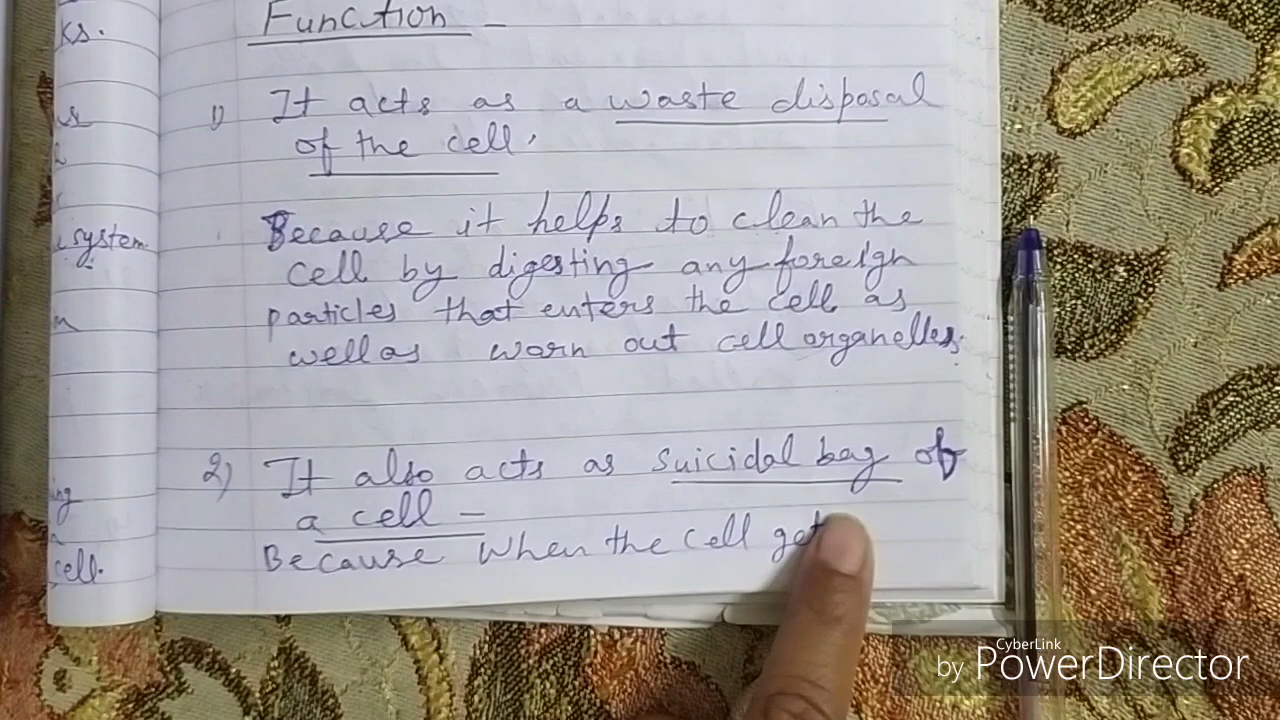 Function -
1) It acts as a waste disposal
of the cell.
Because it helps to clean the
cell by digesting any foreign
particles that enters the cell as
well as worn out cell organelles.
2) It also acts as suicidal bag of
a cell -
Because when the cell get
ks.
system.
cell.
CyberLink
by PowerDirector